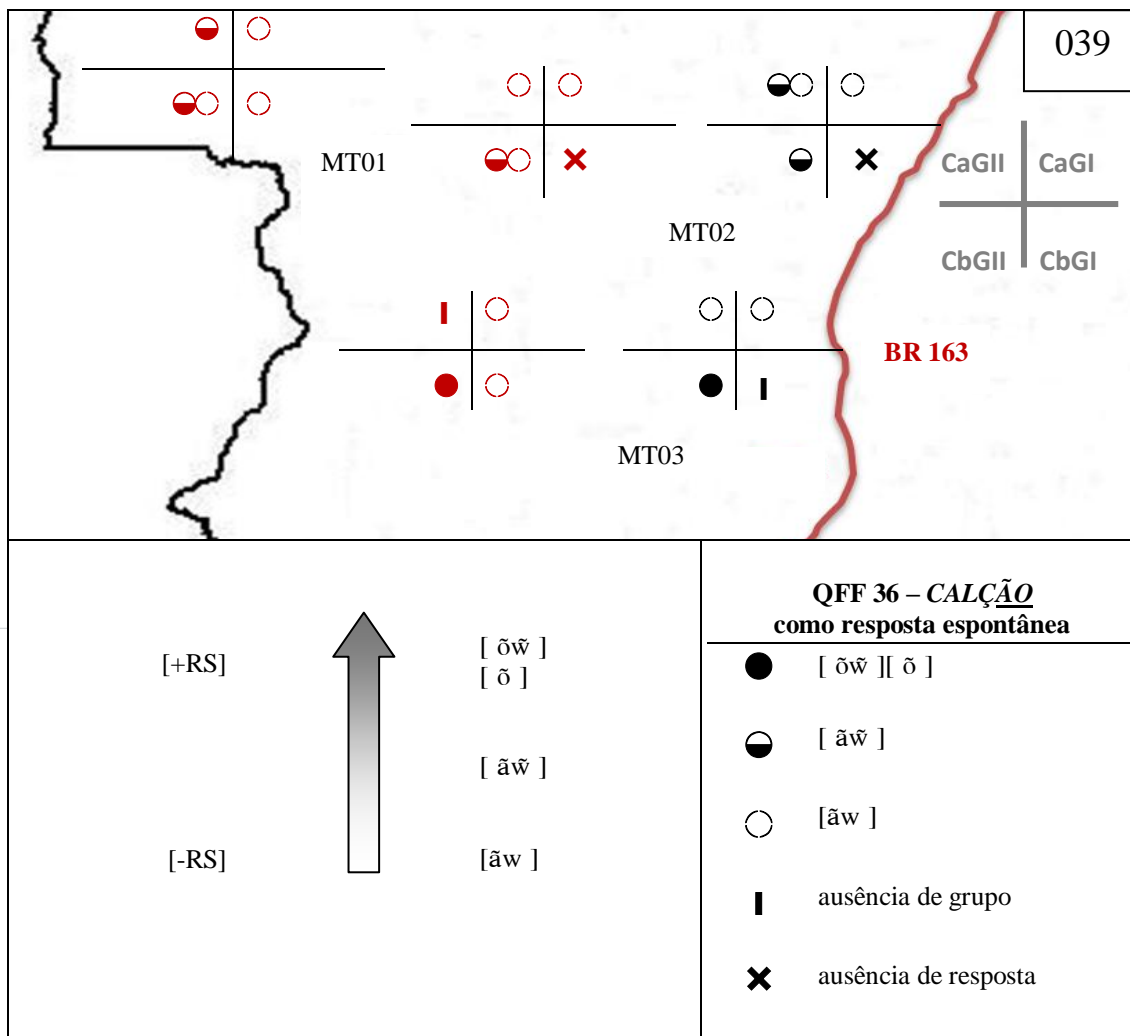 039
MT01
CaGII CaGI
MT02
CbGII CbGI
BR 163
MT03
[+RS]
[-RS]
[ õw̃ ]
[ õ ]
[ ãw̃ ]
[ãw ]
QFF 36 – CALÇÃO
como resposta espontânea
[ õw̃ ][ õ ]
[ ãw̃ ]
[ãw ]
ausência de grupo
ausência de resposta